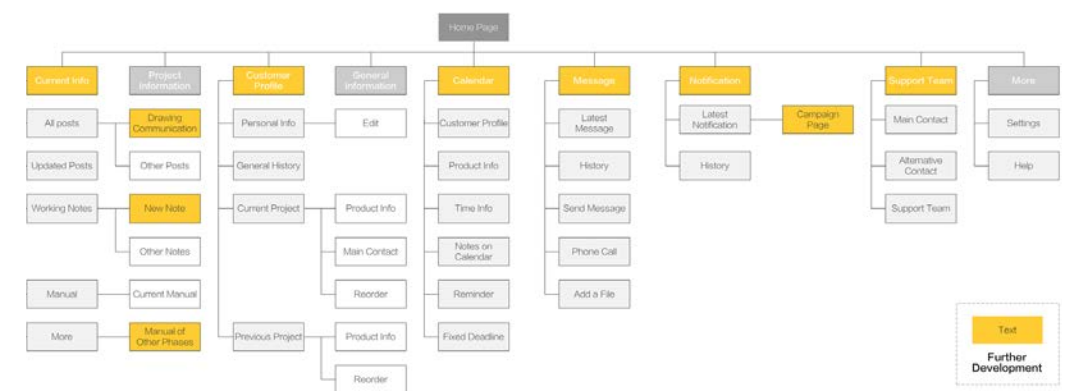 Home Page
Current Info
Project
Information
Customer
Profile
General
Information
Calendar
Message
Notification
Support Team
More
All posts
Drawing
Communication
Personal Info
Edit
Customer Profile
Latest
Message
Latest
Notification
Campaign
Page
Main Contact
Settings
Updated Posts
Other Posts
General History
Product Info
History
History
Alternative
Contact
Help
Working Notes
New Note
Current Project
Product Info
Time Info
Send Message
Support Team
Other Notes
Main Contact
Notes on
Calendar
Phone Call
Manual
Current Manual
Reorder
Reminder
Add a File
More
Manual of
Other Phases
Previous Project
Product Info
Fixed Deadline
Reorder
Text
Further
Development